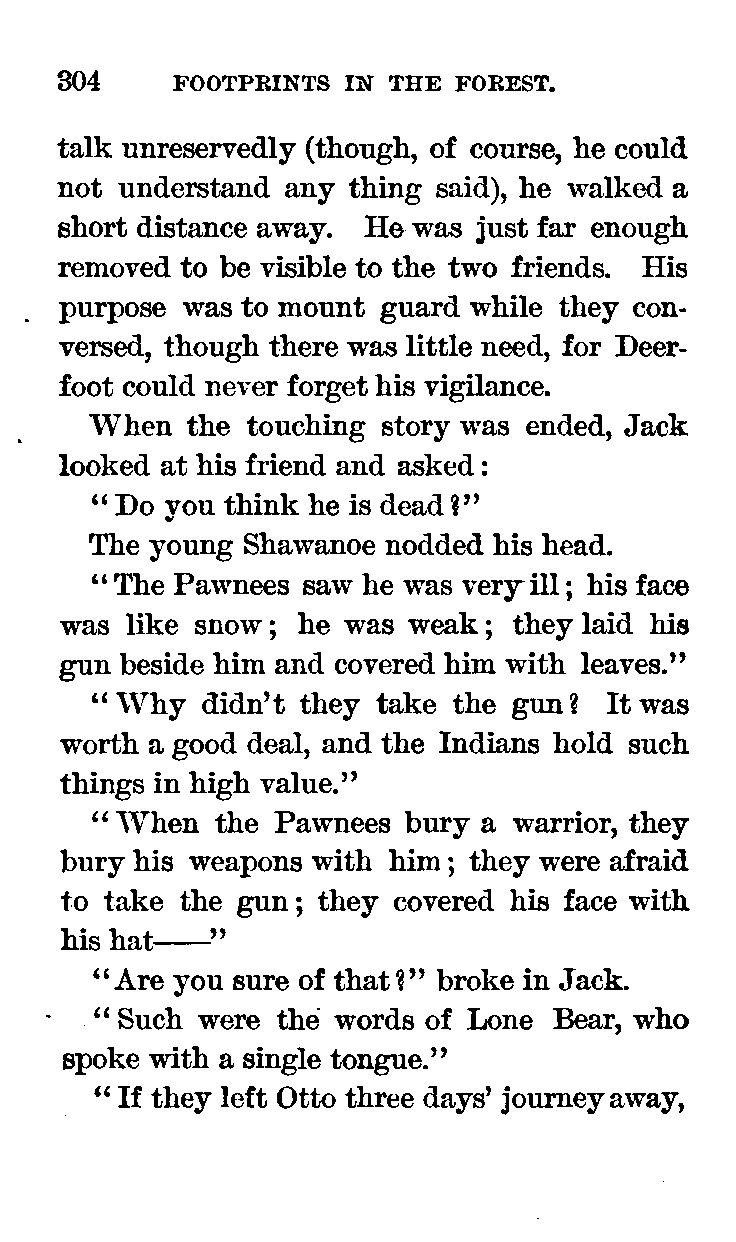 304 FOOTPRINTS IN THE FOREST.
talk unreservedly (though, of course, he could
not understand any thing said), he walked a
short distance away. He was just far enough
removed to be visible to the two friends. His
purpose was to mount guard while they con-
versed, though there was little need, for Deer-
foot could never forget his vigilance.
When the touching story was ended, Jack
looked at his friend and asked:
"Do you think he is dead?"
The young Shawanoe nodded his head.
"The Pawnees saw he was very ill; his face
was like snow; he was weak; they laid his
gun beside him and covered him with leaves."
"Why didn't they take the gun? It was
worth a good deal, and the Indians hold such
things in high value."
"When the Pawnees bury a warrior, they
bury his weapons with him; they were afraid
to take the gun; they covered his face with
his hat——"
"Are you sure of that?" broke in Jack.
"Such were the words of Lone Bear, who
spoke with a single tongue."
"If they left Otto three days' journey away,